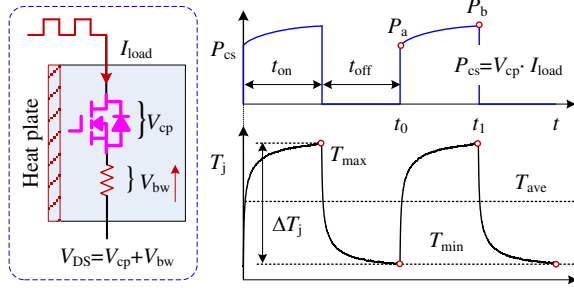 I_load
Heat plate
V_cp
V_bw
V_DS=V_cp+V_bw
P_a
P_b
P_cs
t_on
t_off
P_cs=V_cp· I_load
t_0
t_1
t
T_j
T_max
T_ave
ΔT_j
T_min